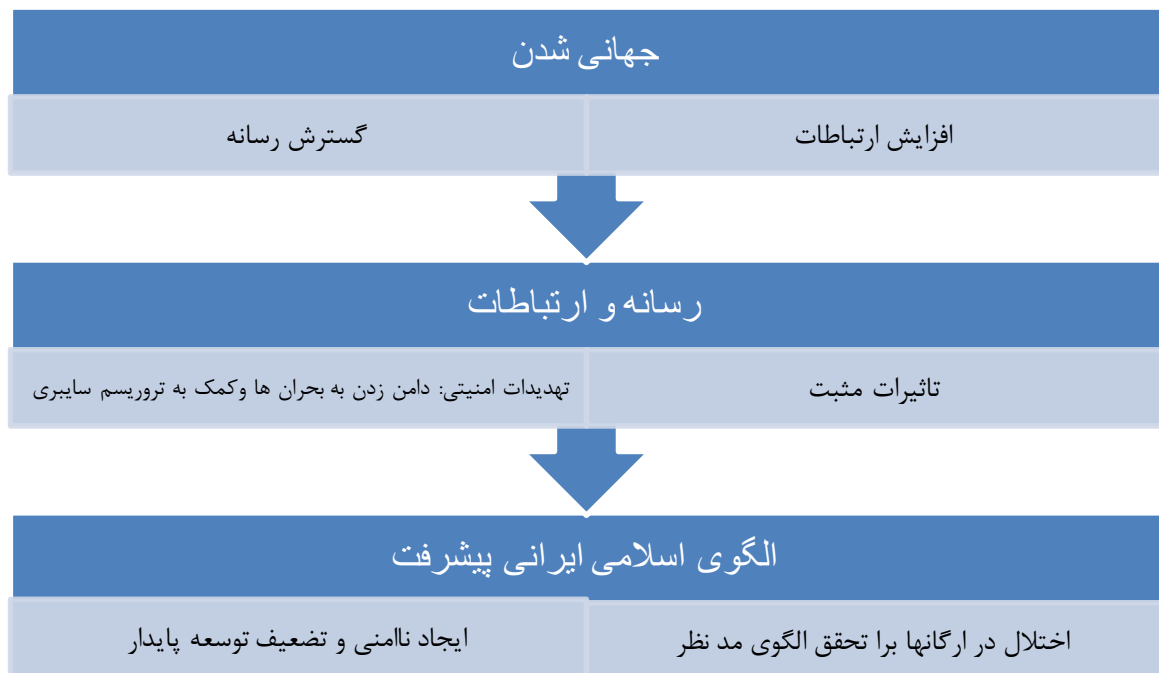 جهانی شدن
افزایش ارتباطات
گسترش رسانه
رسانه و ارتباطات
تاثیرات مثبت
تهدیدات امنیتی: دامن زدن به بحران ها وکمک به تروریسم سایبری
الگوی اسلامی ایرانی پیشرفت
اختلال در ارگانها برا تحقق الگوی مد نظر
ایجاد ناامنی و تضعیف توسعه پایدار